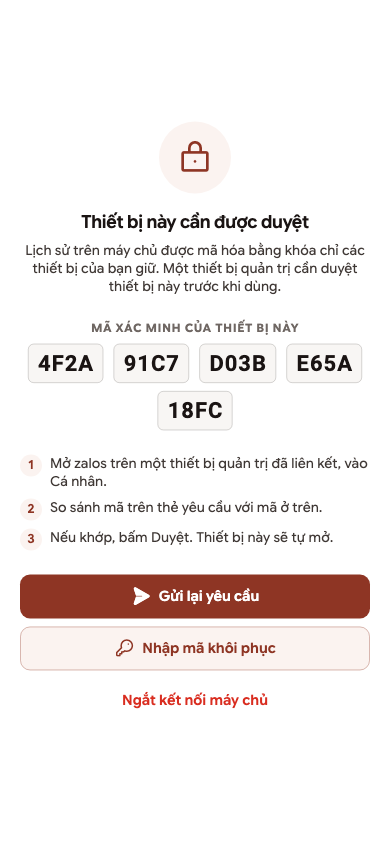 Thiết bị này cần được duyệt
Lịch sử trên máy chủ được mã hóa bằng khóa chỉ các
thiết bị của bạn giữ. Một thiết bị quản trị cần duyệt
thiết bị này trước khi dùng.
MÃ XÁC MINH CỦA THIẾT BỊ NÀY
4F2A 91C7 D03B E65A
18FC
1 Mở zalos trên một thiết bị quản trị đã liên kết, vào
Cá nhân.
2 So sánh mã trên thẻ yêu cầu với mã ở trên.
3 Nếu khớp, bấm Duyệt. Thiết bị này sẽ tự mở.
Gửi lại yêu cầu
Nhập mã khôi phục
Ngắt kết nối máy chủ